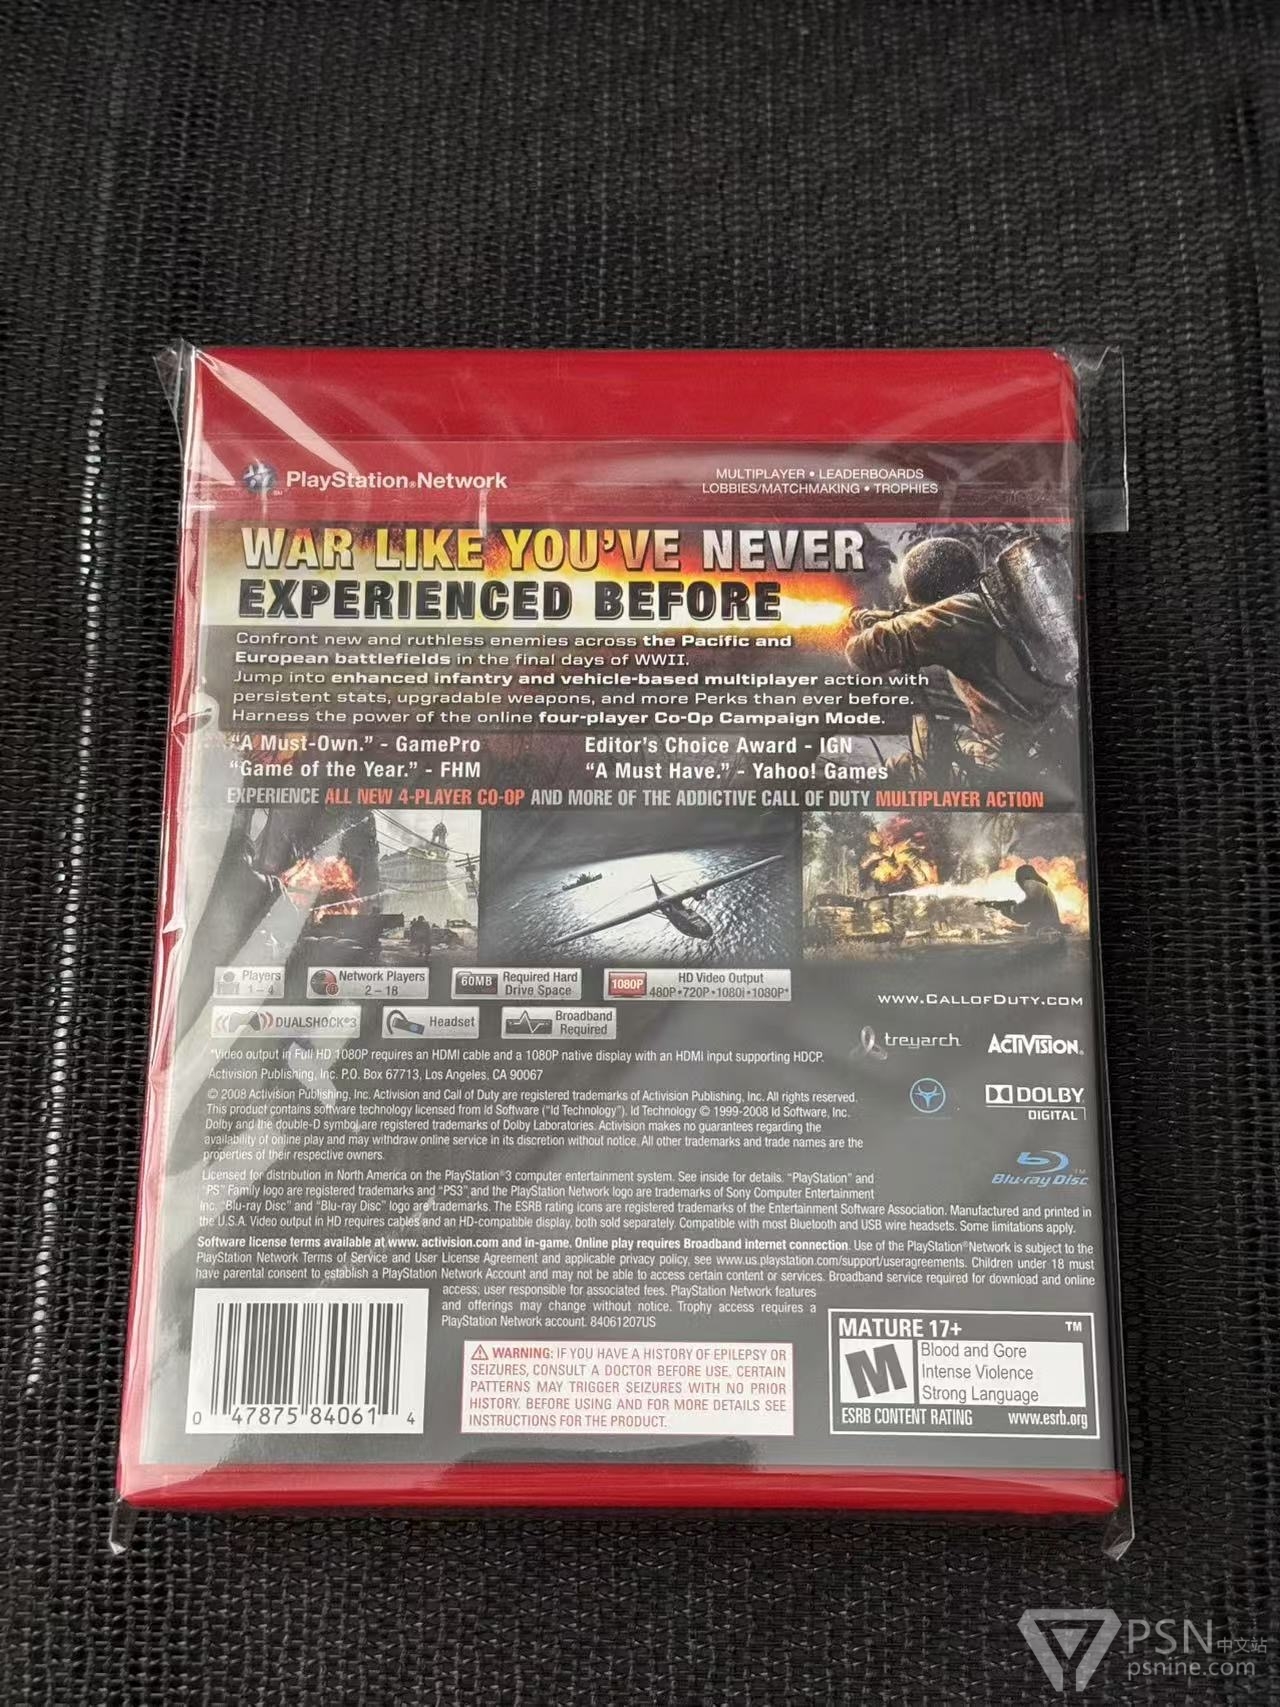 PlayStation®Network
MULTIPLAYER • LEADERBOARDS
LOBBIES/MATCHMAKING • TROPHIES
WAR LIKE YOU'VE NEVER
EXPERIENCED BEFORE
Confront new and ruthless enemies across the Pacific and
European battlefields in the final days of WWII.
Jump into enhanced infantry and vehicle-based multiplayer action with
persistent stats, upgradable weapons, and more Perks than ever before.
Harness the power of the online four-player Co-Op Campaign Mode.
"A Must-Own." - GamePro
Editor's Choice Award - IGN
"Game of the Year." - FHM
"A Must Have." - Yahoo! Games
EXPERIENCE ALL NEW 4-PLAYER CO-OP AND MORE OF THE ADDICTIVE CALL OF DUTY MULTIPLAYER ACTION
Players
1 – 4
Network Players
2 – 18
60MB
Required Hard
Drive Space
1080P
HD Video Output
480P•720P•1080i•1080P*
DUALSHOCK®3
Headset
Broadband
Required
WWW.CALLOFDUTY.COM
treyarch
ACTIVISION.
DOLBY
DIGITAL
Blu-ray Disc
TM
*Video output in Full HD 1080P requires an HDMI cable and a 1080P native display with an HDMI input supporting HDCP.
Activision Publishing, Inc. P.O. Box 67713, Los Angeles, CA 90067
© 2008 Activision Publishing, Inc. Activision and Call of Duty are registered trademarks of Activision Publishing, Inc. All rights reserved.
This product contains software technology licensed from Id Software ("Id Technology"). Id Technology © 1999-2008 Id Software, Inc.
Dolby and the double-D symbol are registered trademarks of Dolby Laboratories. Activision makes no guarantees regarding the
availability of online play and may withdraw online service in its discretion without notice. All other trademarks and trade names are the
properties of their respective owners.
Licensed for distribution in North America on the PlayStation®3 computer entertainment system. See inside for details. "PlayStation" and
"PS" Family logo are registered trademarks and "PS3" and the PlayStation Network logo are trademarks of Sony Computer Entertainment
Inc. "Blu-ray Disc" and "Blu-ray Disc" logo are trademarks. The ESRB rating icons are registered trademarks of the Entertainment Software Association. Manufactured and printed in
the U.S.A. Video output in HD requires cables and an HD-compatible display, both sold separately. Compatible with most Bluetooth and USB wire headsets. Some limitations apply.
Software license terms available at www. activision.com and in-game. Online play requires Broadband internet connection. Use of the PlayStation®Network is subject to the
PlayStation Network Terms of Service and User License Agreement and applicable privacy policy, see www.us.playstation.com/support/useragreements. Children under 18 must
have parental consent to establish a PlayStation Network Account and may not be able to access certain content or services. Broadband service required for download and online
access; user responsible for associated fees. PlayStation Network features
and offerings may change without notice. Trophy access requires a
PlayStation Network account. 84061207US
0 47875 84061 4
WARNING: IF YOU HAVE A HISTORY OF EPILEPSY OR
SEIZURES, CONSULT A DOCTOR BEFORE USE. CERTAIN
PATTERNS MAY TRIGGER SEIZURES WITH NO PRIOR
HISTORY. BEFORE USING AND FOR MORE DETAILS SEE
INSTRUCTIONS FOR THE PRODUCT.
MATURE 17+
TM
M
Blood and Gore
Intense Violence
Strong Language
ESRB CONTENT RATING
www.esrb.org
PSN中文站
psnine.com